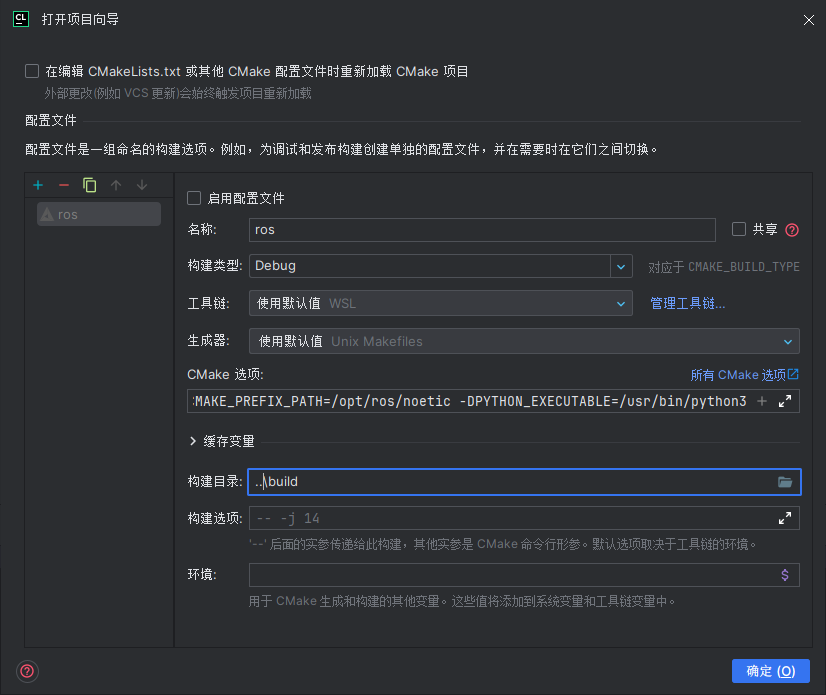 CL 打开项目向导
在编辑 CMakeLists.txt 或其他 CMake 配置文件时重新加载 CMake 项目
外部更改(例如 VCS 更新)会始终触发项目重新加载
配置文件
配置文件是一组命名的构建选项。例如，为调试和发布构建创建单独的配置文件，并在需要时在它们之间切换。
ros
启用配置文件
名称: ros 共享 ?
构建类型: Debug 对应于 CMAKE_BUILD_TYPE
工具链: 使用默认值 WSL 管理工具链...
生成器: 使用默认值 Unix Makefiles
CMake 选项: 所有 CMake 选项
MAKE_PREFIX_PATH=/opt/ros/noetic -DPYTHON_EXECUTABLE=/usr/bin/python3
缓存变量
构建目录: ..\build
构建选项: -- -j 14
'--' 后面的实参传递给此构建，其他实参是 CMake 命令行形参。默认选项取决于工具链的环境。
环境: $
用于 CMake 生成和构建的其他变量。这些值将添加到系统变量和工具链变量中。
? 确定 (O)